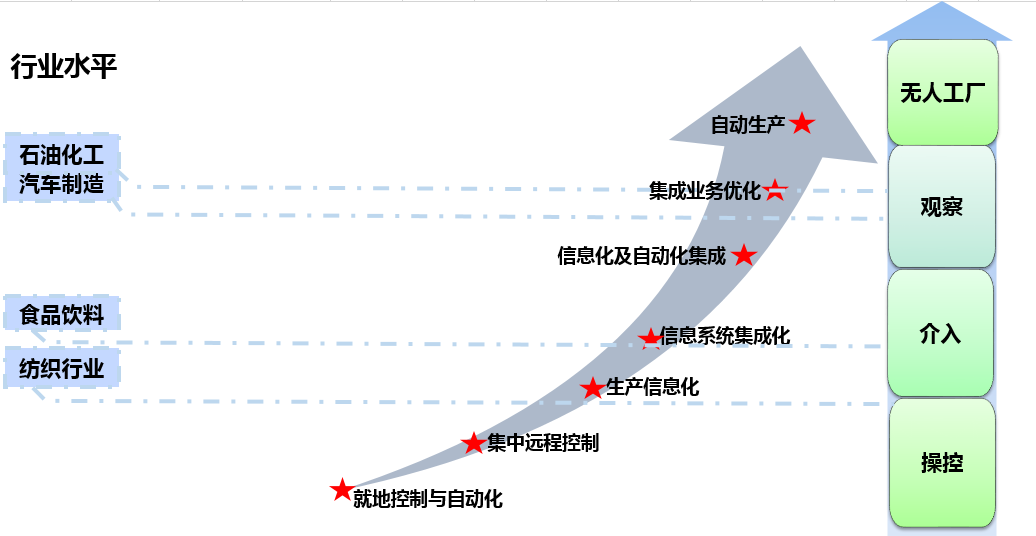 行业水平
石油化工
汽车制造
食品饮料
纺织行业
自动生产
集成业务优化
信息化及自动化集成
信息系统集成化
生产信息化
集中远程控制
就地控制与自动化
无人工厂
观察
介入
操控